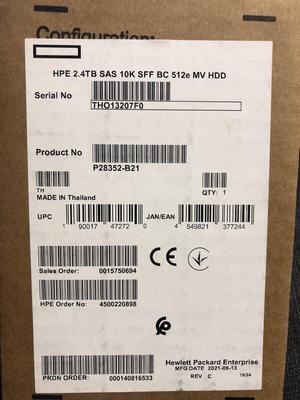 Configuration:
HPE 2.4TB SAS 10K SFF BC 512e MV HDD
Serial No
THO13207F0
Product No
P28352-B21
TH
MADE IN Thailand
QTY: 1
UPC
1 90017 47272 0
JAN/EAN
4 549821 377244
Sales Order: 0015750694
CE
HPE Order No: 4500220898
Hewlett Packard Enterprise
MFG DATE 2021-08-13
REV C
PRDN ORDER: 000140816533